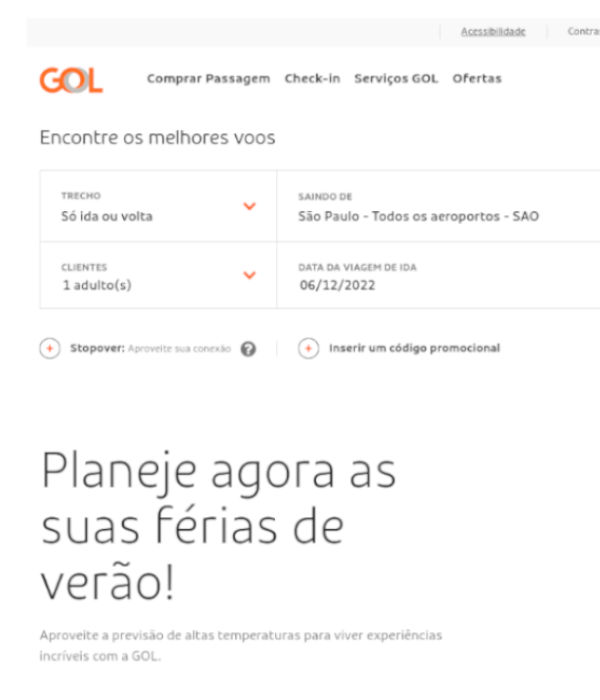 Acessibilidade
GOL Comprar Passagem Check-in Serviços GOL Ofertas
Encontre os melhores voos
TRECHO
Só ida ou volta
SAINDO DE
São Paulo - Todos os aeroportos - SAO
CLIENTES
1 adulto(s)
DATA DA VIAGEM DE IDA
06/12/2022
+ Stopover: Aproveite sua conexão ?
+ Inserir um código promocional
Planeje agora as
suas férias de
verão!
Aproveite a previsão de altas temperaturas para viver experiências
incríveis com a GOL.